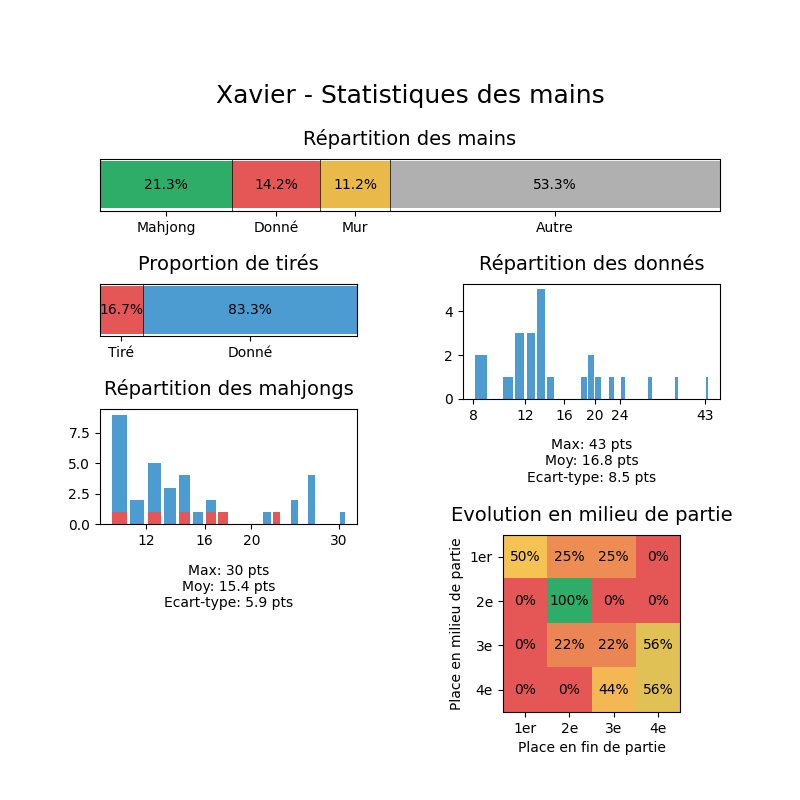 Xavier - Statistiques des mains
Répartition des mains
21.3% 14.2% 11.2% 53.3%
Mahjong Donné Mur Autre
Proportion de tirés
16.7% 83.3%
Tiré Donné
Répartition des donnés
4
2
0
8 12 16 20 24 43
Max: 43 pts
Moy: 16.8 pts
Ecart-type: 8.5 pts
Répartition des mahjongs
7.5
5.0
2.5
0.0
12 16 20 30
Max: 30 pts
Moy: 15.4 pts
Ecart-type: 5.9 pts
Evolution en milieu de partie
Place en milieu de partie
1er 50% 25% 25% 0%
2e 0% 100% 0% 0%
3e 0% 22% 22% 56%
4e 0% 0% 44% 56%
1er 2e 3e 4e
Place en fin de partie